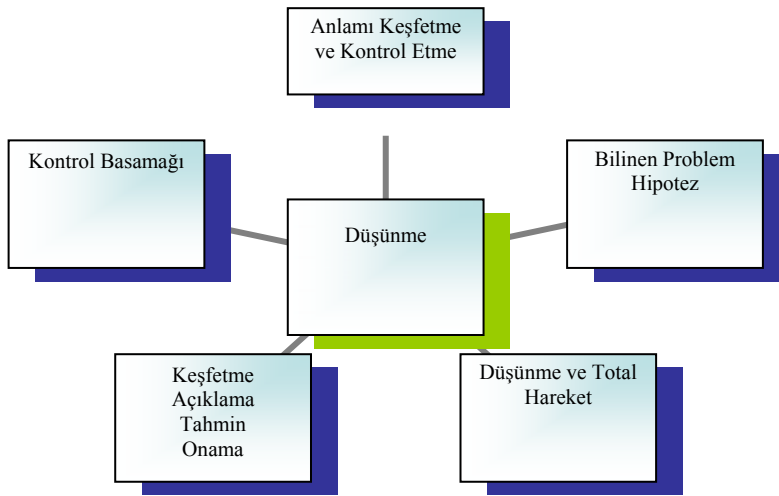 Anlamı Keşfetme
ve Kontrol Etme
Kontrol Basamağı
Bilinen Problem
Hipotez
Düşünme
Keşfetme
Açıklama
Tahmin
Onama
Düşünme ve Total
Hareket